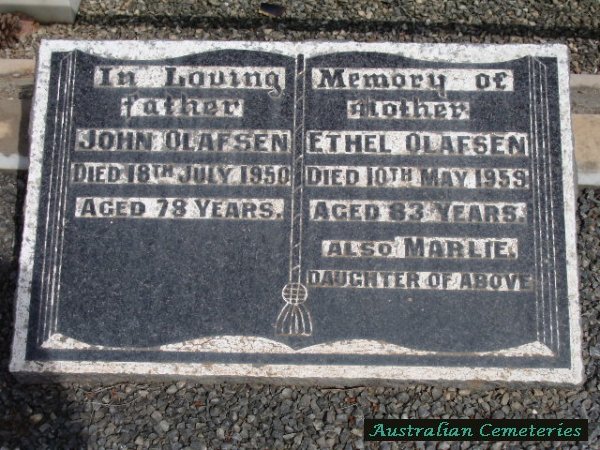 In Loving Memory of
father
JOHN OLAFSEN
DIED 18TH JULY 1950
AGED 78 YEARS.
mother
ETHEL OLAFSEN
DIED 10TH MAY 1959
AGED 83 YEARS.
ALSO MARLIE.
DAUGHTER OF ABOVE
Australian Cemeteries